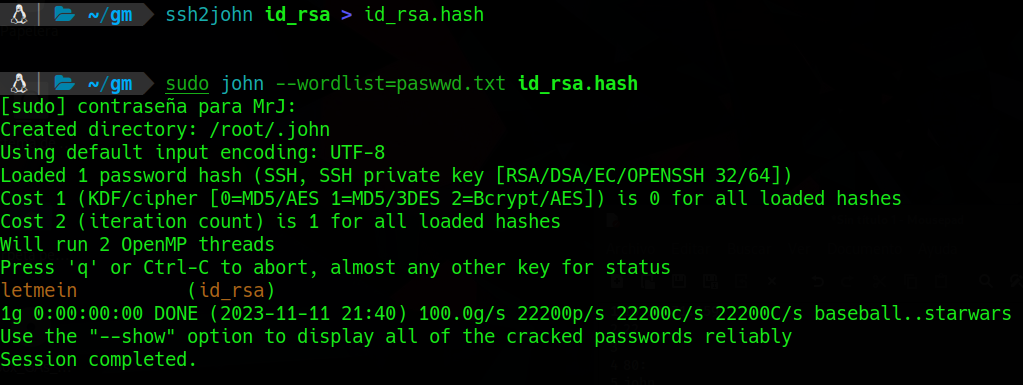 ~/gm ssh2john id_rsa > id_rsa.hash
~/gm sudo john --wordlist=paswwd.txt id_rsa.hash
[sudo] contraseña para MrJ:
Created directory: /root/.john
Using default input encoding: UTF-8
Loaded 1 password hash (SSH, SSH private key [RSA/DSA/EC/OPENSSH 32/64])
Cost 1 (KDF/cipher [0=MD5/AES 1=MD5/3DES 2=Bcrypt/AES]) is 0 for all loaded hashes
Cost 2 (iteration count) is 1 for all loaded hashes
Will run 2 OpenMP threads
Press 'q' or Ctrl-C to abort, almost any other key for status
letmein          (id_rsa)
1g 0:00:00:00 DONE (2023-11-11 21:40) 100.0g/s 22200p/s 22200c/s 22200C/s baseball..starwars
Use the "--show" option to display all of the cracked passwords reliably
Session completed.